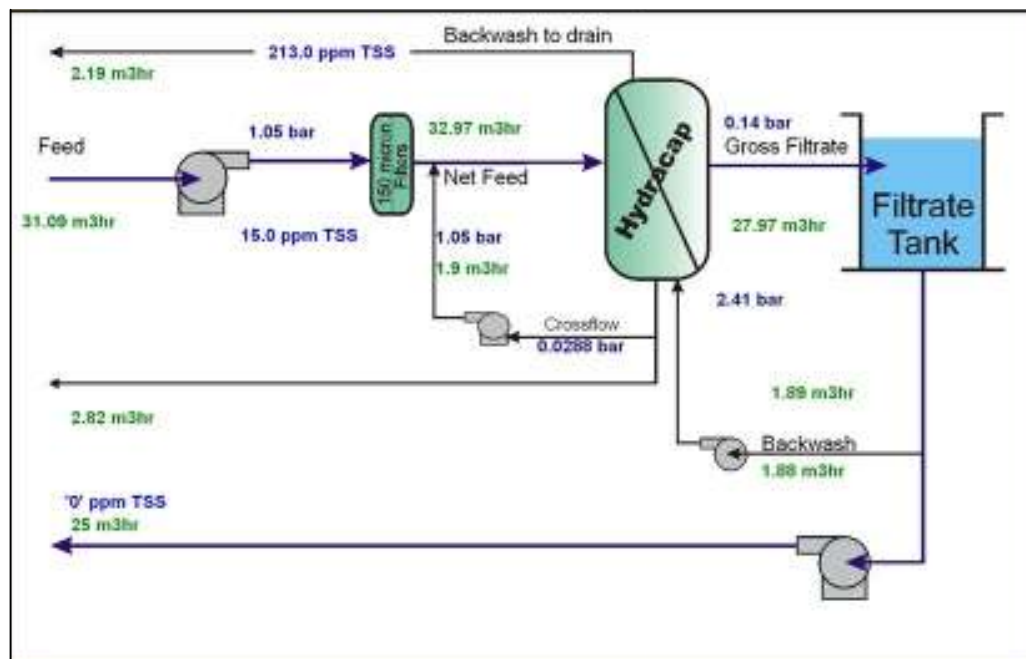 Backwash to drain
213.0 ppm TSS
2.19 m3hr
Feed
1.05 bar
150 micron
Filters
32.97 m3hr
Net Feed
Hydracap
0.14 bar
Gross Filtrate
Filtrate
Tank
31.09 m3hr
15.0 ppm TSS
1.05 bar
1.9 m3hr
27.97 m3hr
2.41 bar
Crossflow
0.0288 bar
2.82 m3hr
1.89 m3hr
Backwash
1.88 m3hr
'0' ppm TSS
25 m3hr